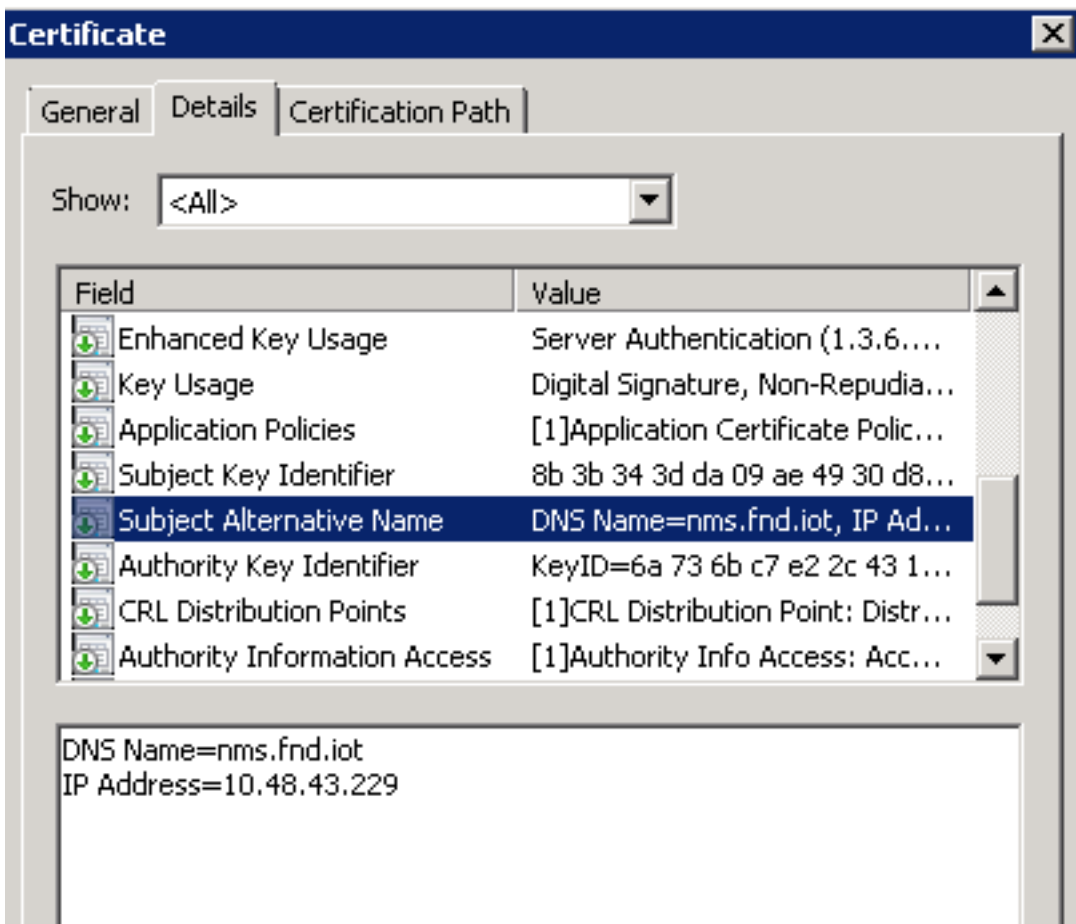 Certificate
General Details Certification Path
Show: <All>
Field Value
Enhanced Key Usage Server Authentication (1.3.6....
Key Usage Digital Signature, Non-Repudia...
Application Policies [1]Application Certificate Polic...
Subject Key Identifier 8b 3b 34 3d da 09 ae 49 30 d8...
Subject Alternative Name DNS Name=nms.fnd.iot, IP Ad...
Authority Key Identifier KeyID=6a 73 6b c7 e2 2c 43 1...
CRL Distribution Points [1]CRL Distribution Point: Distr...
Authority Information Access [1]Authority Info Access: Acc...
DNS Name=nms.fnd.iot
IP Address=10.48.43.229